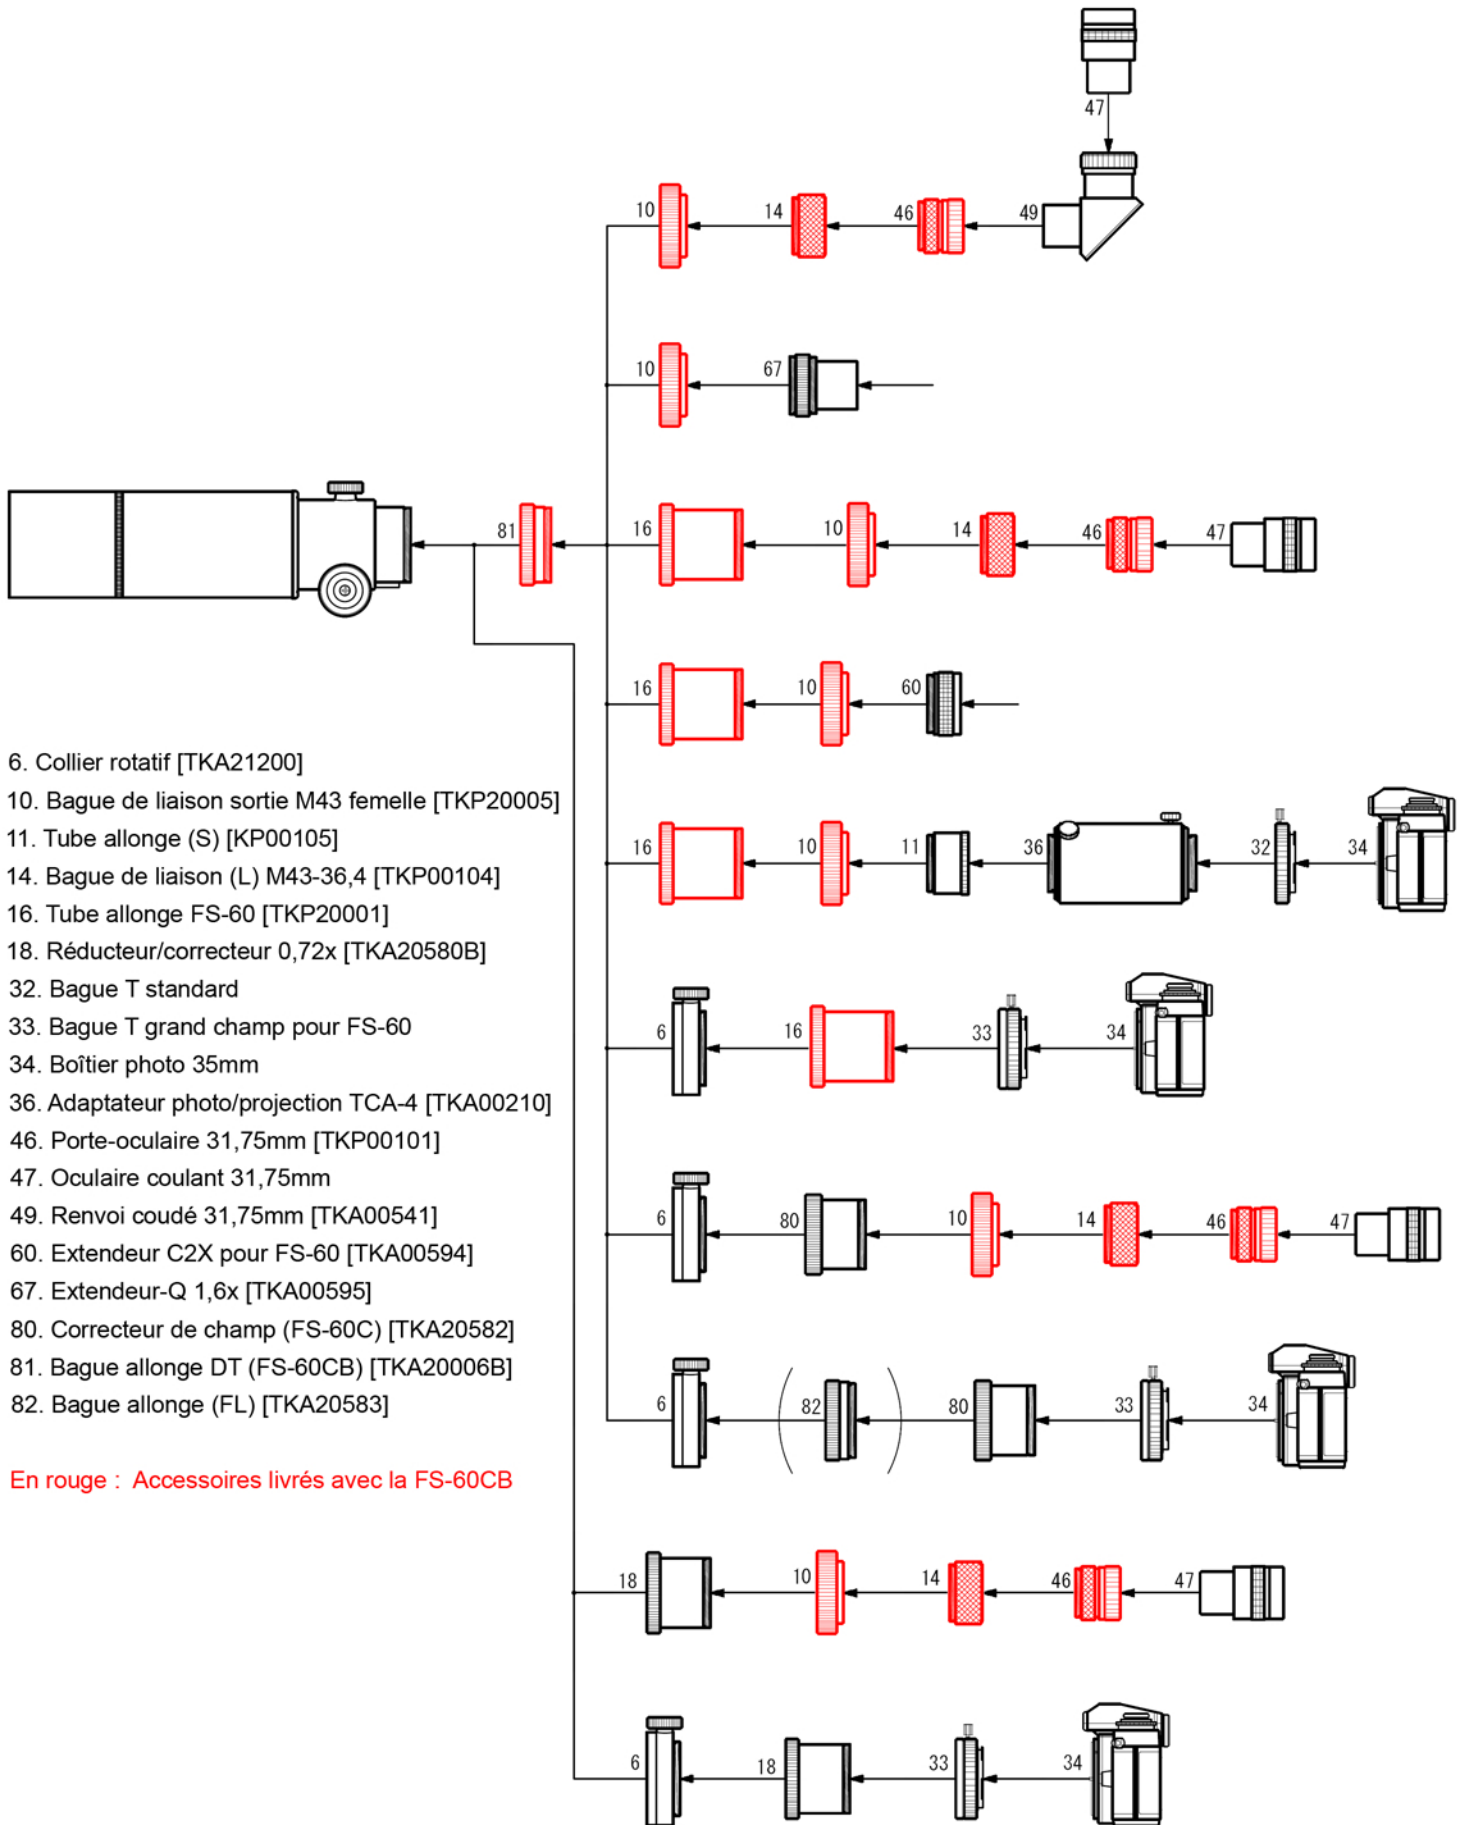 47
10
14
46
49
10
67
81
16
10
14
46
47
16
10
60
16
10
11
36
32
34
6
16
33
34
6
80
10
14
46
47
6
82
80
33
34
18
10
14
46
47
6
18
33
34
6. Collier rotatif [TKA21200]
10. Bague de liaison sortie M43 femelle [TKP20005]
11. Tube allonge (S) [KP00105]
14. Bague de liaison (L) M43-36,4 [TKP00104]
16. Tube allonge FS-60 [TKP20001]
18. Réducteur/correcteur 0,72x [TKA20580B]
32. Bague T standard
33. Bague T grand champ pour FS-60
34. Boîtier photo 35mm
36. Adaptateur photo/projection TCA-4 [TKA00210]
46. Porte-oculaire 31,75mm [TKP00101]
47. Oculaire coulant 31,75mm
49. Renvoi coudé 31,75mm [TKA00541]
60. Extendeur C2X pour FS-60 [TKA00594]
67. Extendeur-Q 1,6x [TKA00595]
80. Correcteur de champ (FS-60C) [TKA20582]
81. Bague allonge DT (FS-60CB) [TKA20006B]
82. Bague allonge (FL) [TKA20583]
En rouge : Accessoires livrés avec la FS-60CB